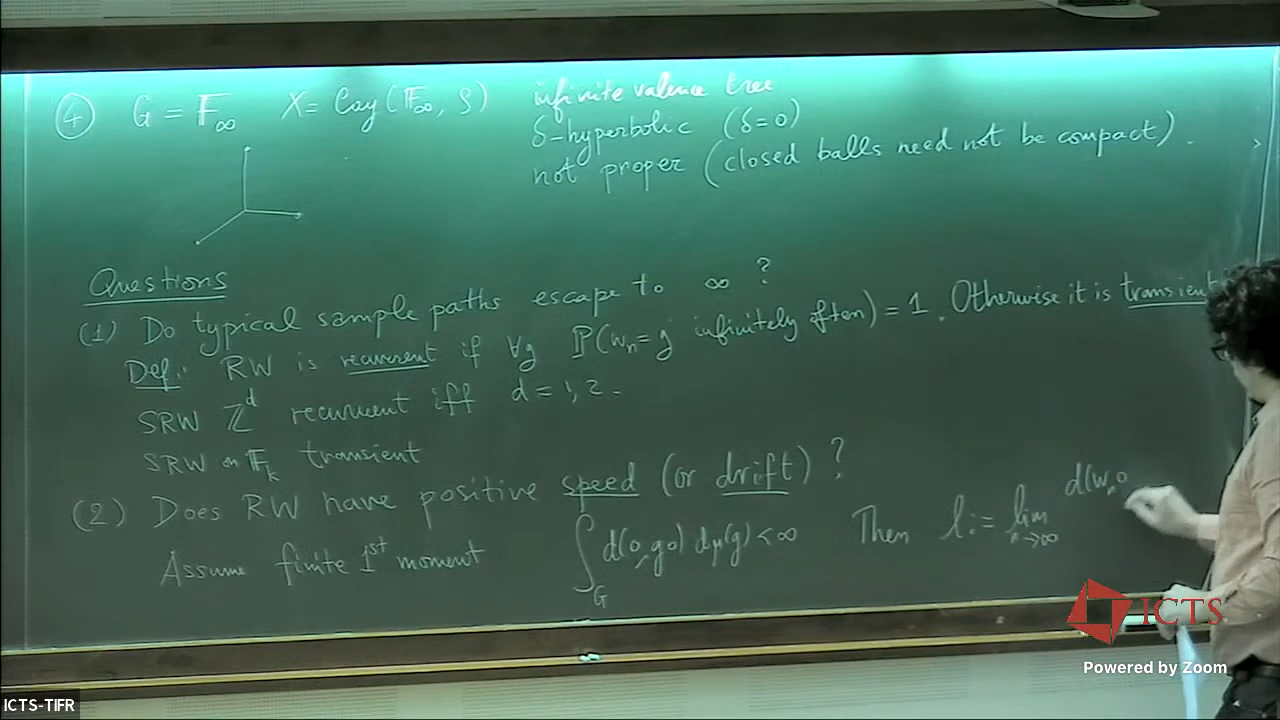 ④ G = F∞ X = Cay(F∞, S) infinite valence tree
δ-hyperbolic (δ=0)
not proper (closed balls need not be compact).
Questions
(1) Do typical sample paths escape to ∞ ?
Def: RW is recurrent if ∀g P(wn = g infinitely often) = 1. Otherwise it is transient
SRW Z^d recurrent iff d = 1, 2.
SRW on Fk transient
(2) Does RW have positive speed (or drift) ?
Assume finite 1st moment ∫G d(o, go) dμ(g) < ∞ Then l := lim n→∞ d(wn o
ICTS
Powered by Zoom
ICTS-TIFR